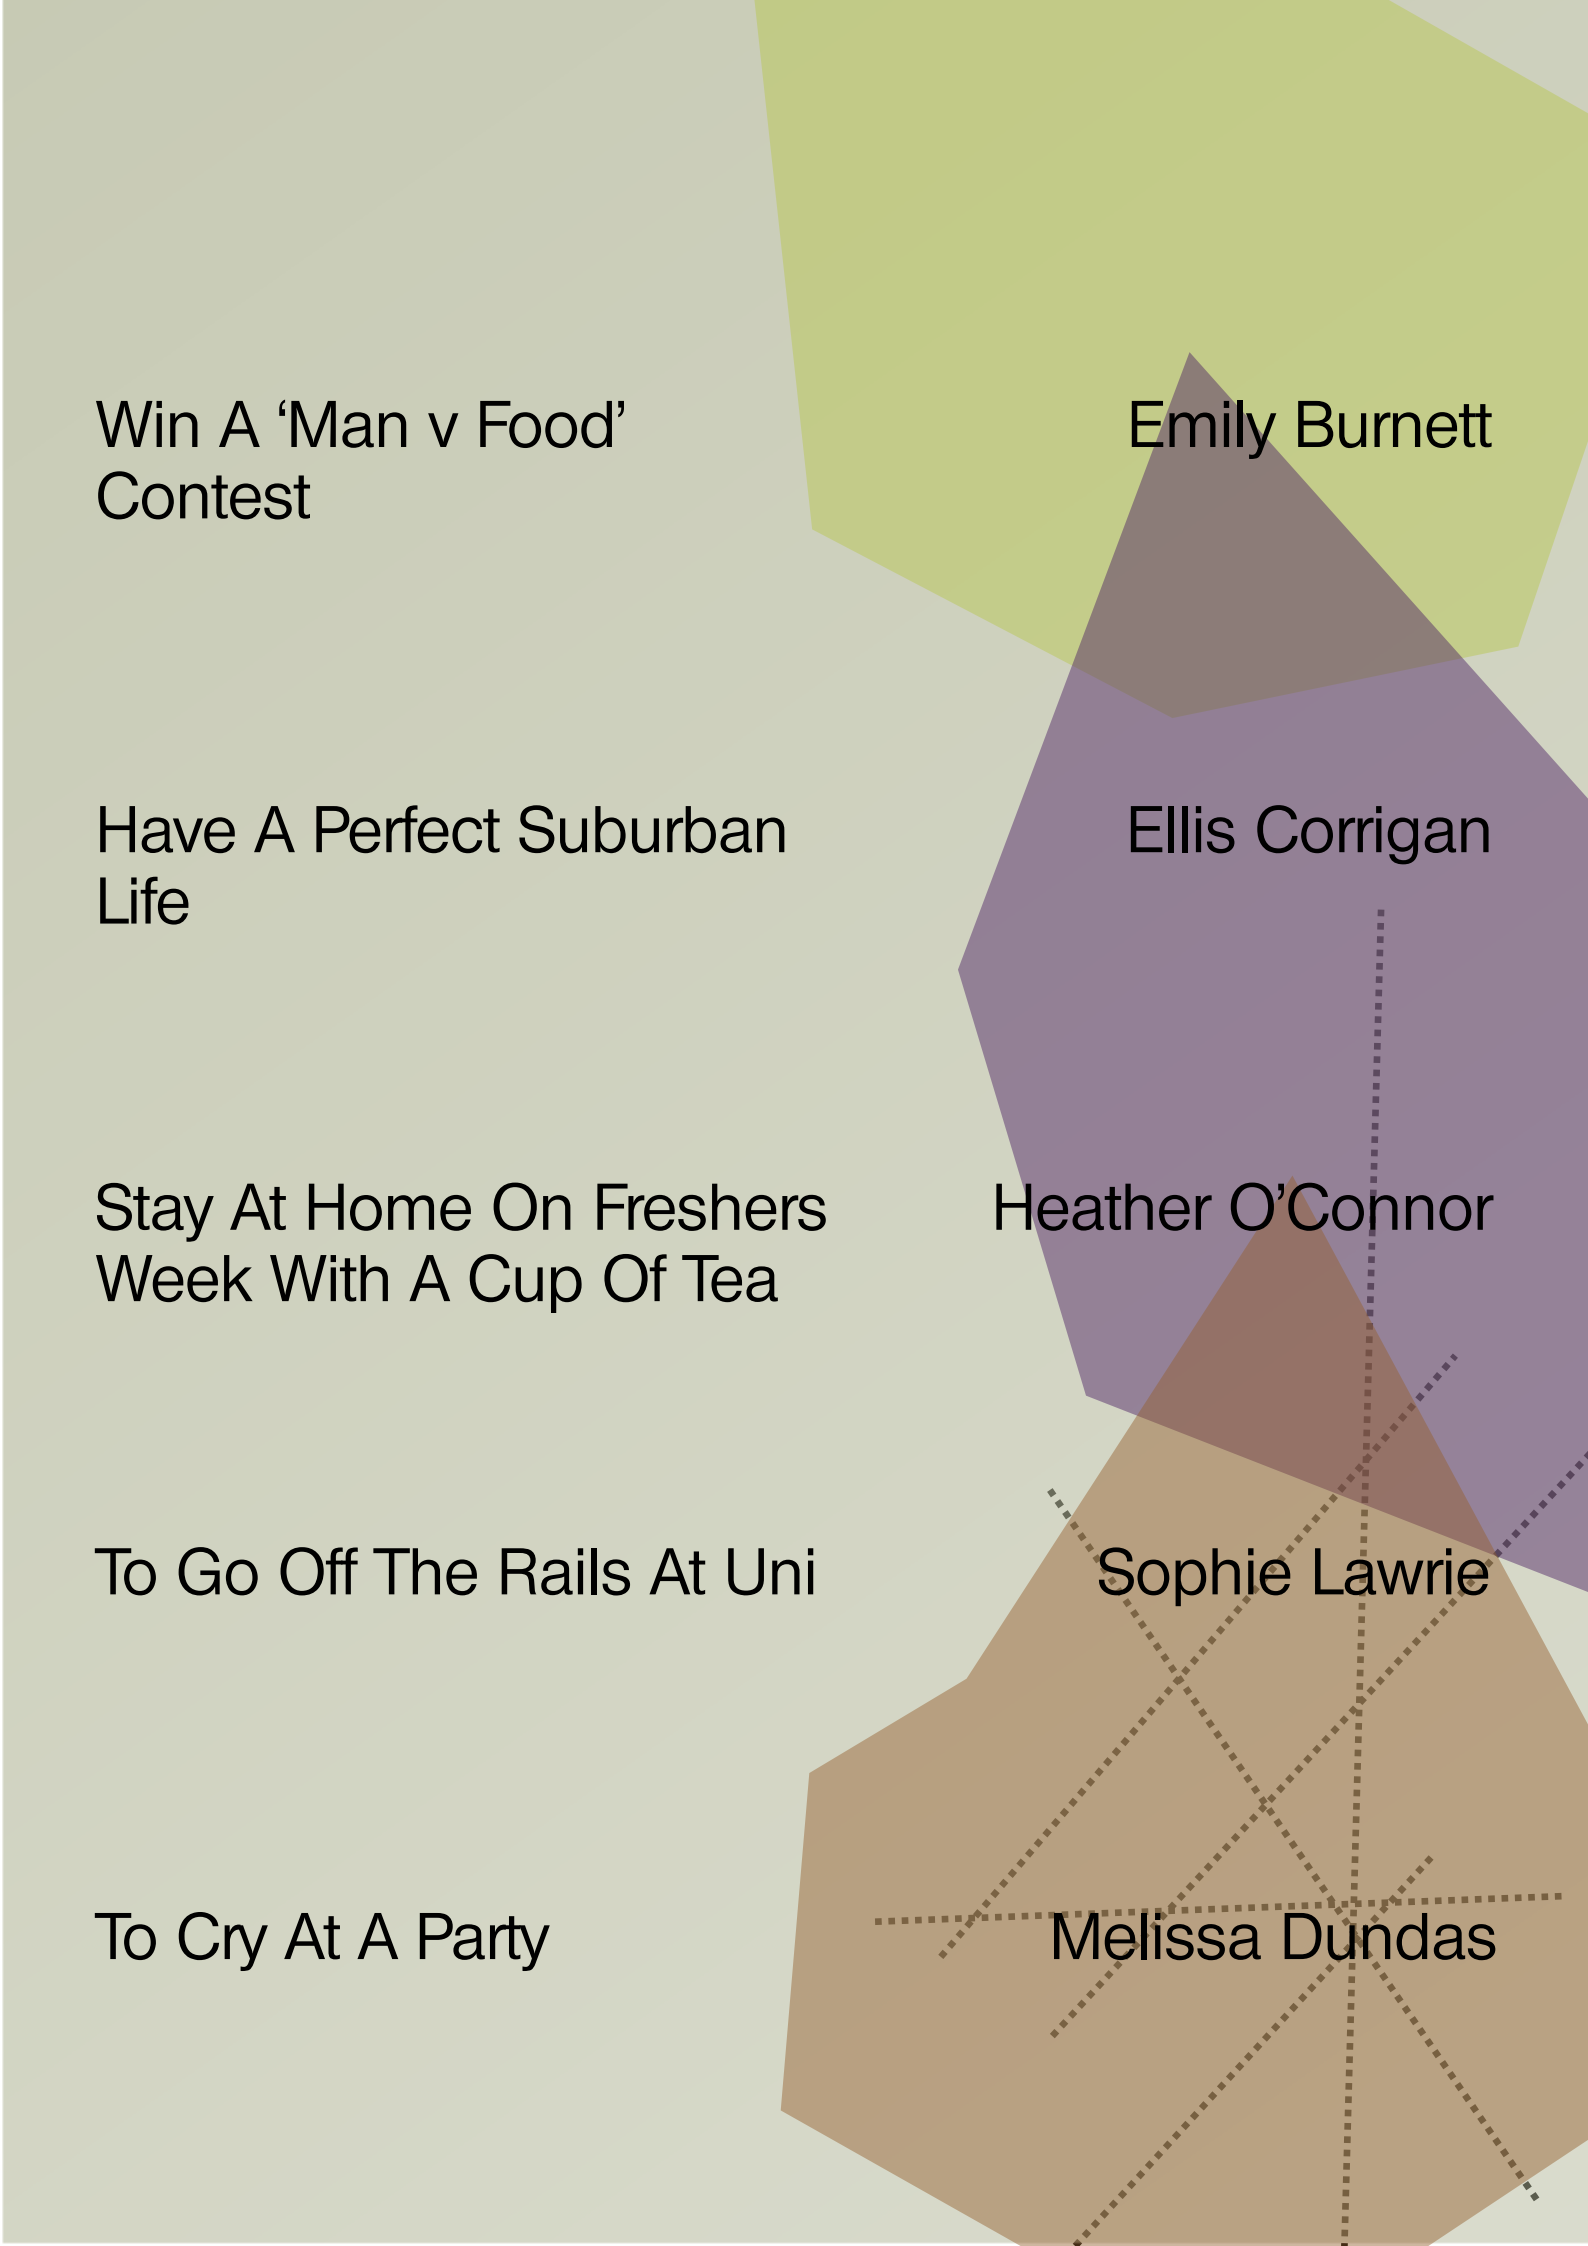 Win A ‘Man v Food’
Contest
Emily Burnett
Have A Perfect Suburban
Life
Ellis Corrigan
Stay At Home On Freshers
Week With A Cup Of Tea
Heather O’Connor
To Go Off The Rails At Uni
Sophie Lawrie
To Cry At A Party
Melissa Dundas